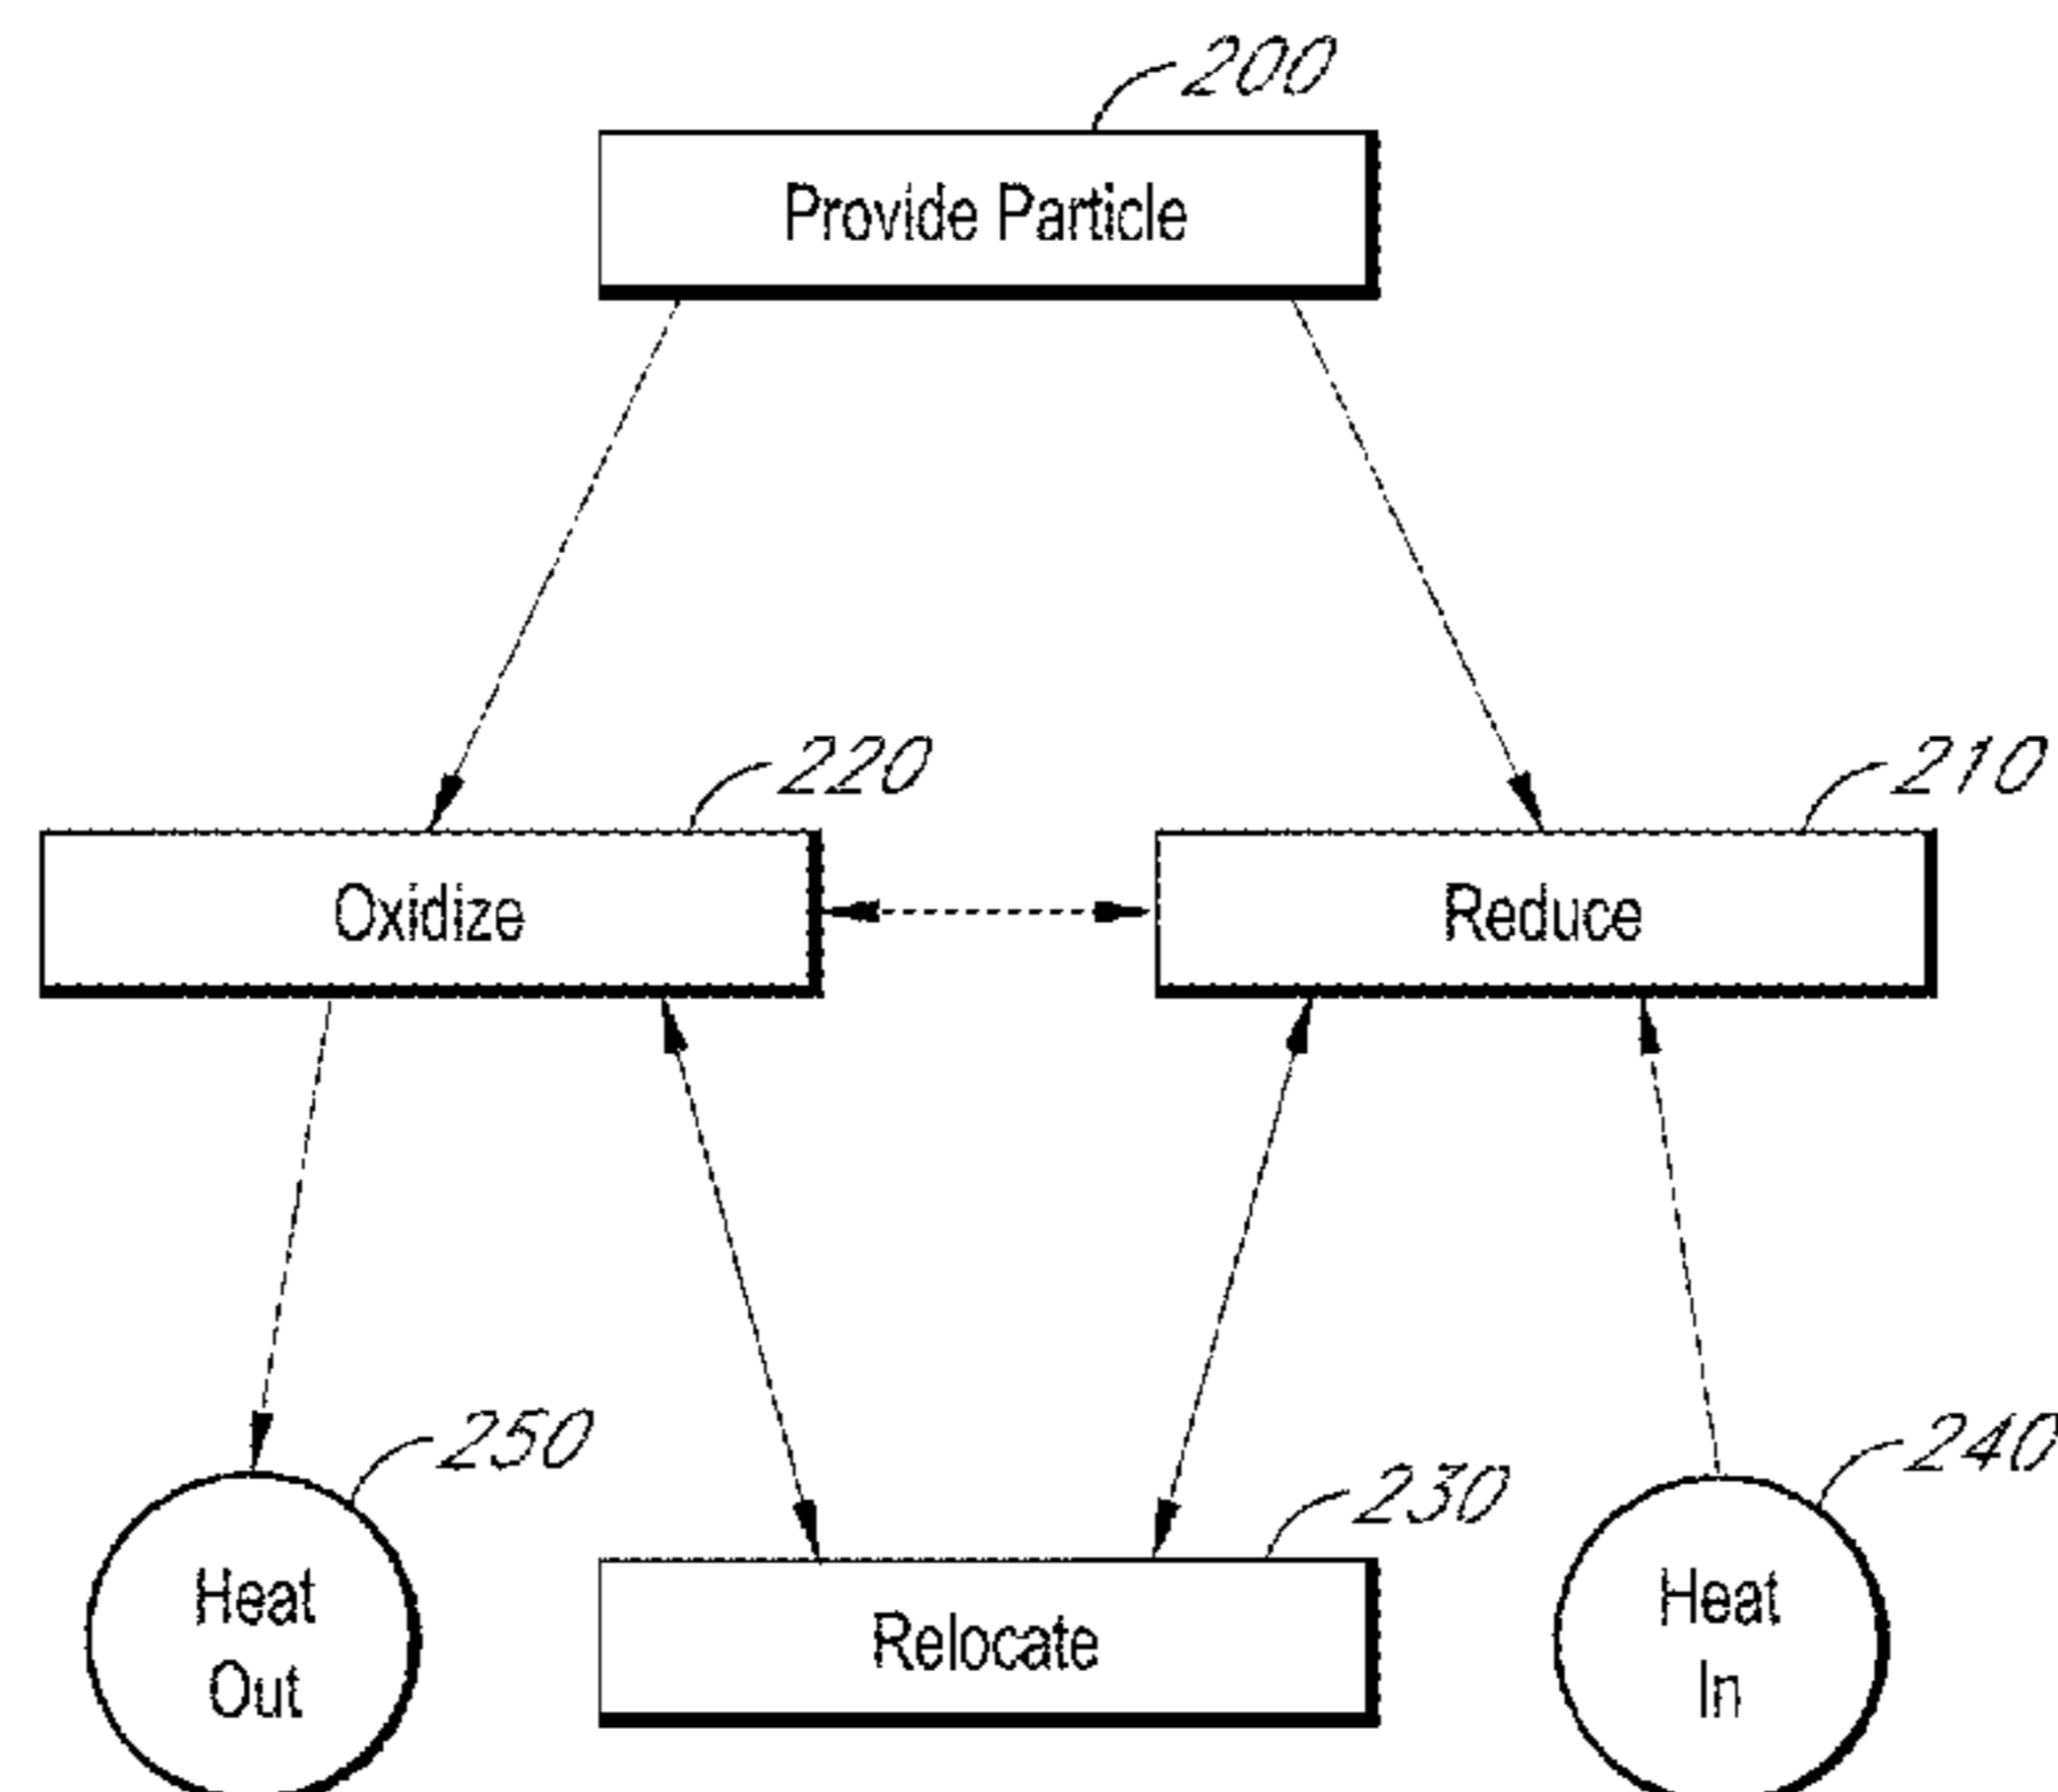 200
Provide Particle
220
210
Oxidize
Reduce
250
240
230
Heat
Out
Relocate
Heat
In